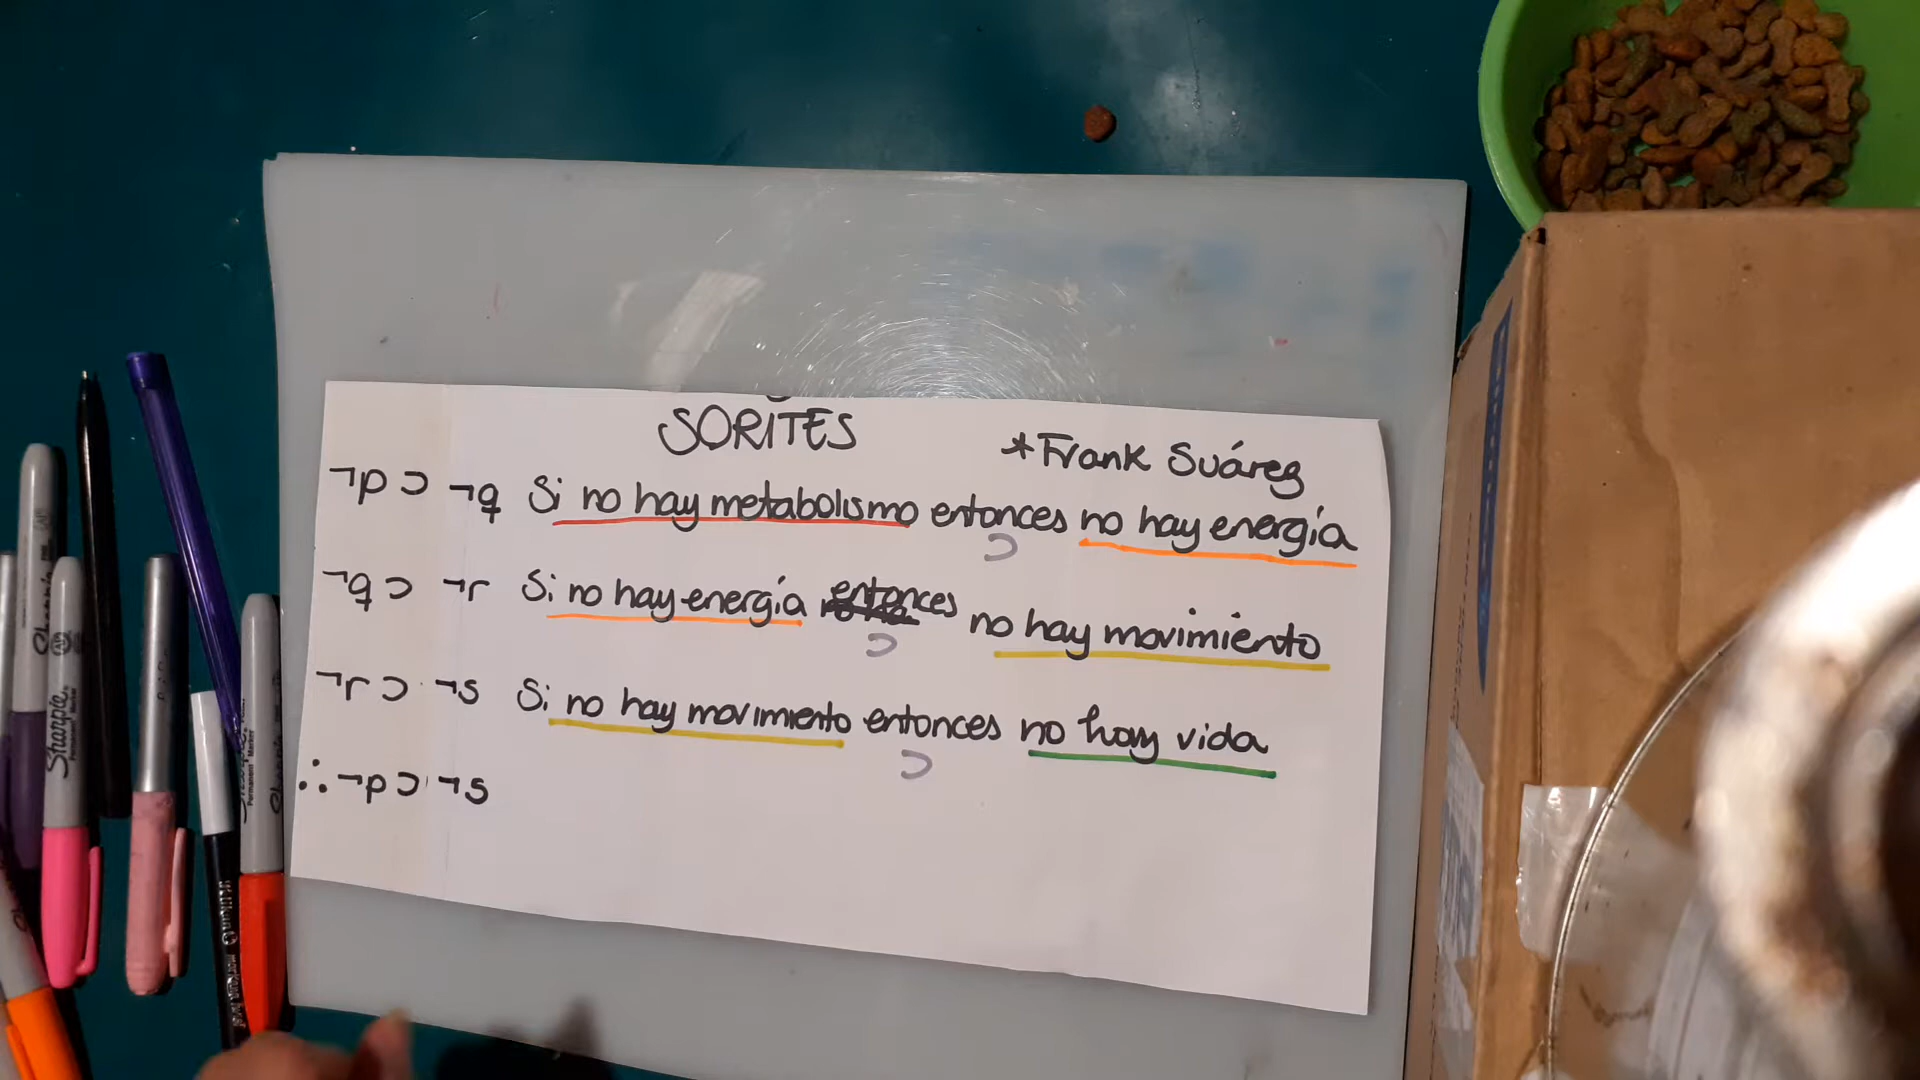 SORITES
*Frank Suárez
¬p ⊃ ¬q Si no hay metabolismo entonces no hay energía
⊃
¬q ⊃ ¬r Si no hay energía entonces no hay movimiento
⊃
¬r ⊃ ¬s Si no hay movimiento entonces no hay vida
⊃
∴ ¬p ⊃ ¬s
Sharpie